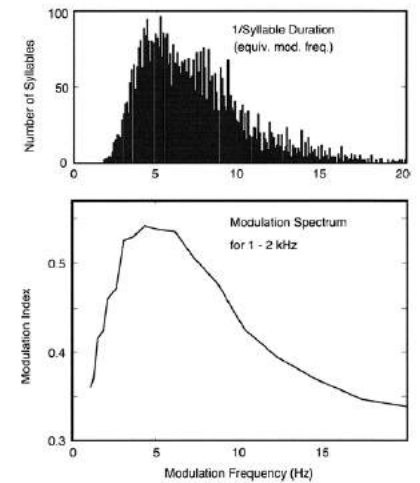 100
1/Syllable Duration
(equiv. mod. freq.)
Number of Syllables
50
0
0 5 10 15 20
Modulation Spectrum
for 1 - 2 kHz
0.5
Modulation Index
0.4
0.3
0 5 10 15
Modulation Frequency (Hz)